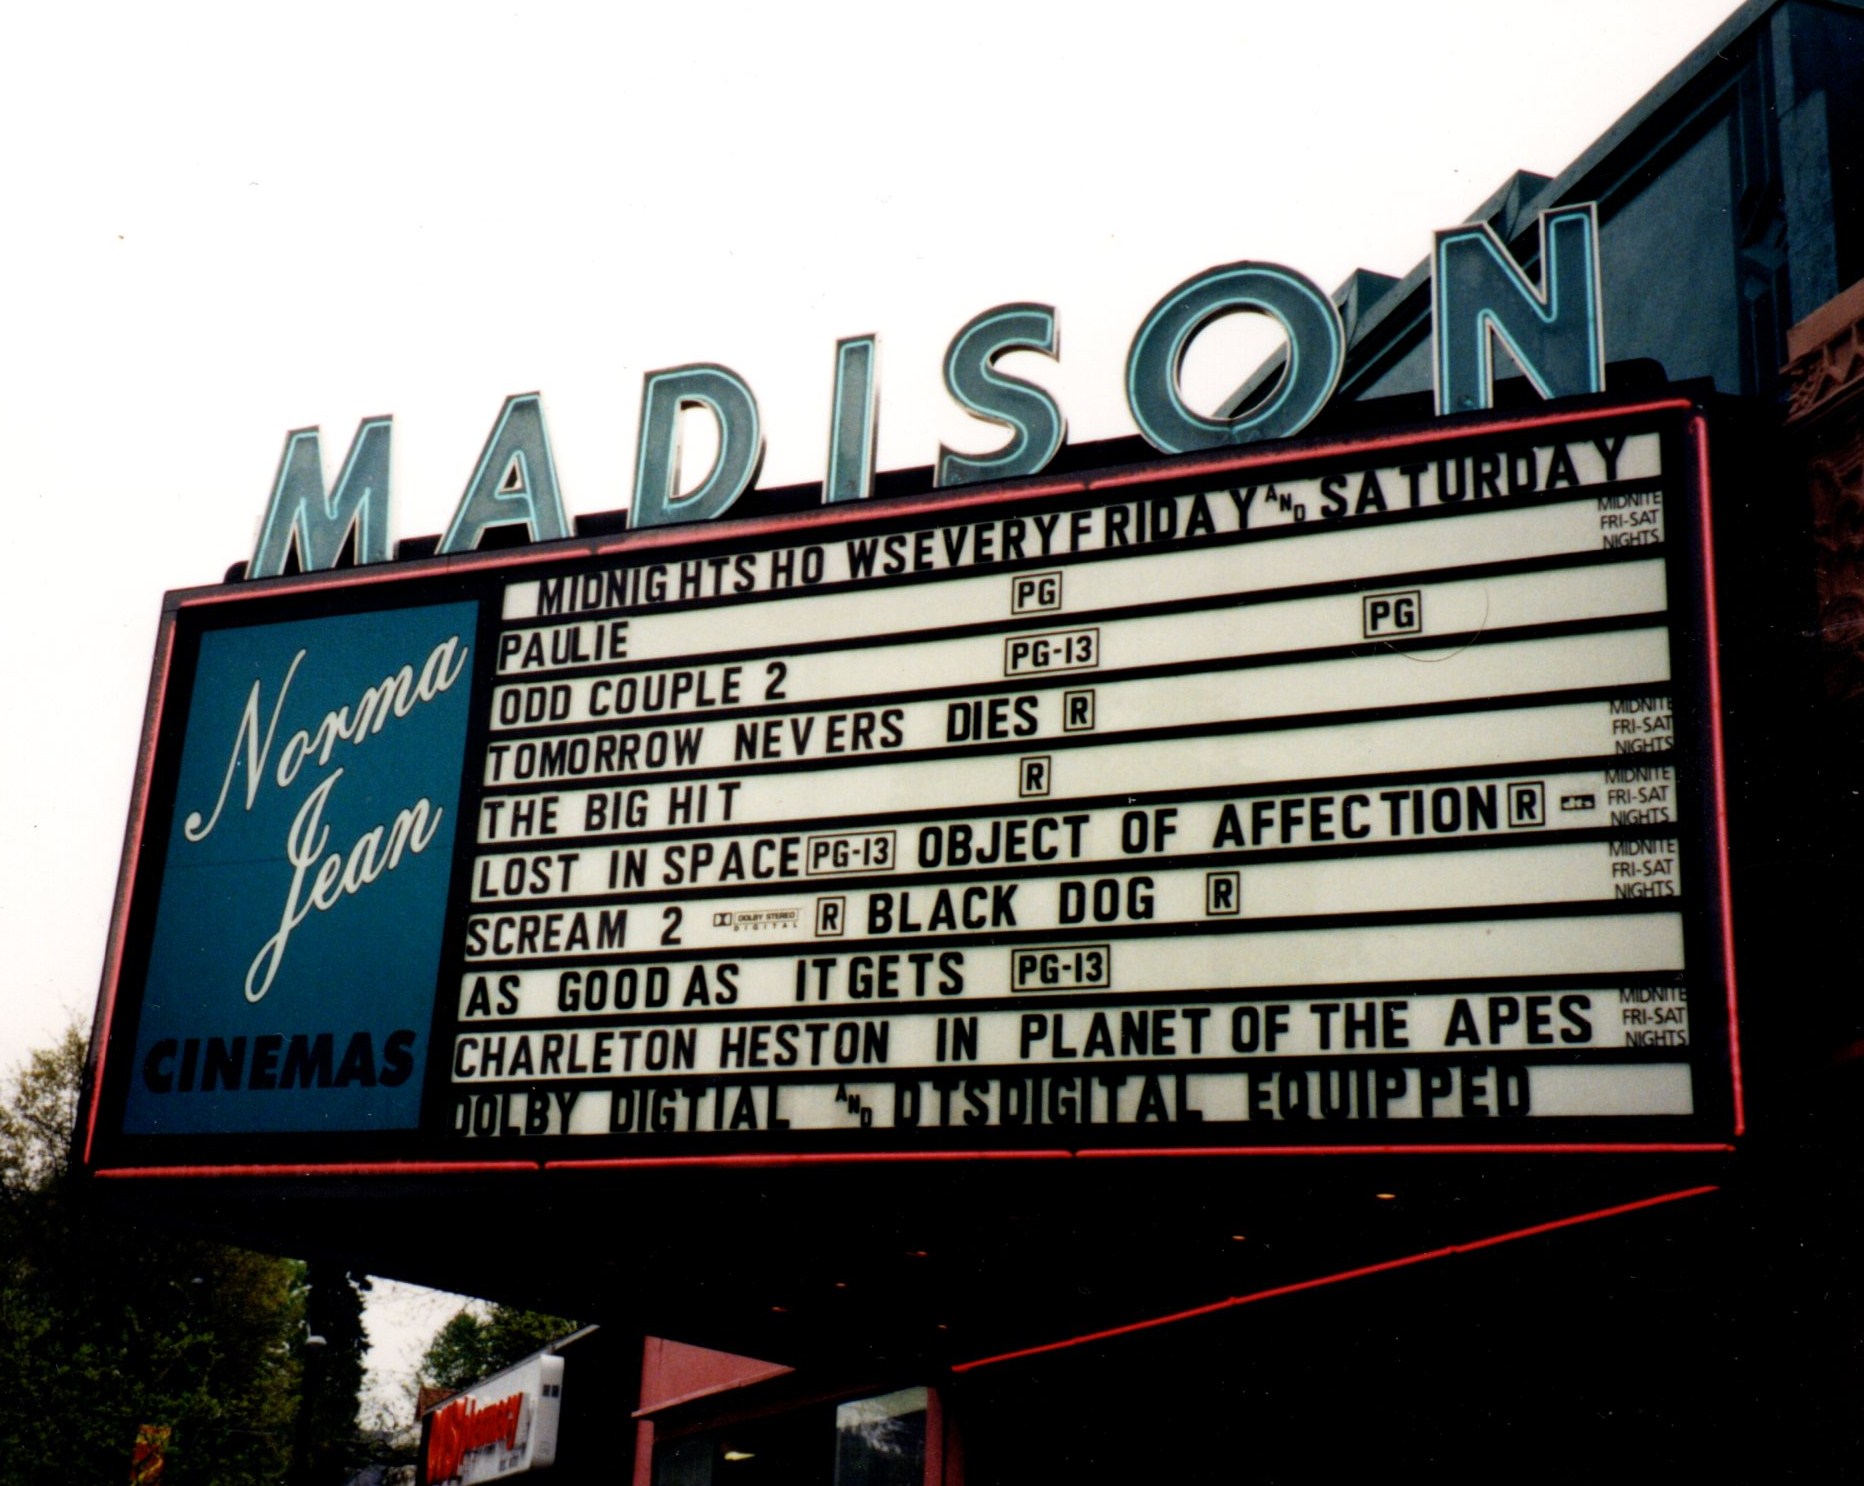 MADISON
Norma
Jean
CINEMAS
MIDNIGHTSHO WSEVERYFRIDAY AND SATURDAY
MIDNITE
FRI-SAT
NIGHTS
PAULIE PG
ODD COUPLE 2 PG-13 PG
TOMORROW NEVERS DIES R
MIDNITE
FRI-SAT
NIGHTS
THE BIG HIT R
MIDNITE
FRI-SAT
NIGHTS
LOST IN SPACE PG-13 OBJECT OF AFFECTION R dts
MIDNITE
FRI-SAT
NIGHTS
SCREAM 2 DOLBY STEREO DIGITAL R BLACK DOG R
AS GOOD AS IT GETS PG-13
MIDNITE
FRI-SAT
NIGHTS
CHARLETON HESTON IN PLANET OF THE APES
DOLBY DIGTIAL AND DTS DIGITAL EQUIPPED